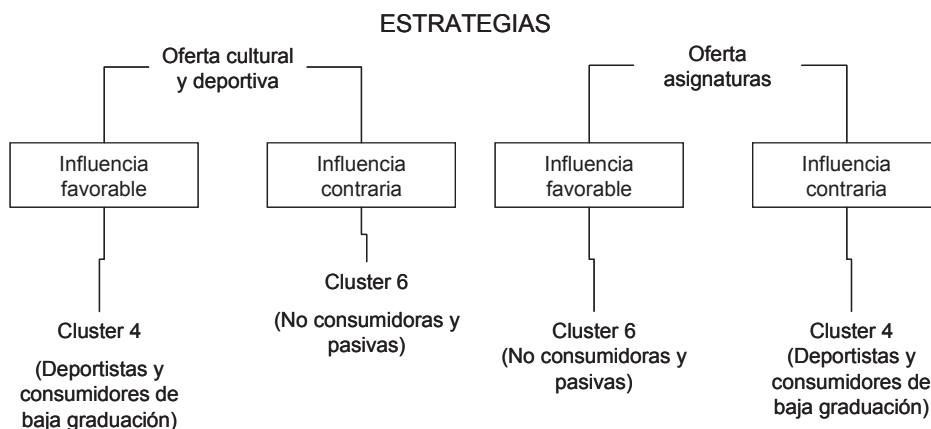 ESTRATEGIAS
Oferta cultural
y deportiva
Oferta
asignaturas
Influencia
favorable
Influencia
contraria
Influencia
favorable
Influencia
contraria
Cluster 4
(Deportistas y
consumidores de
baja graduación)
Cluster 6
(No consumidoras y
pasivas)
Cluster 6
(No consumidoras y
pasivas)
Cluster 4
(Deportistas y
consumidores de
baja graduación)